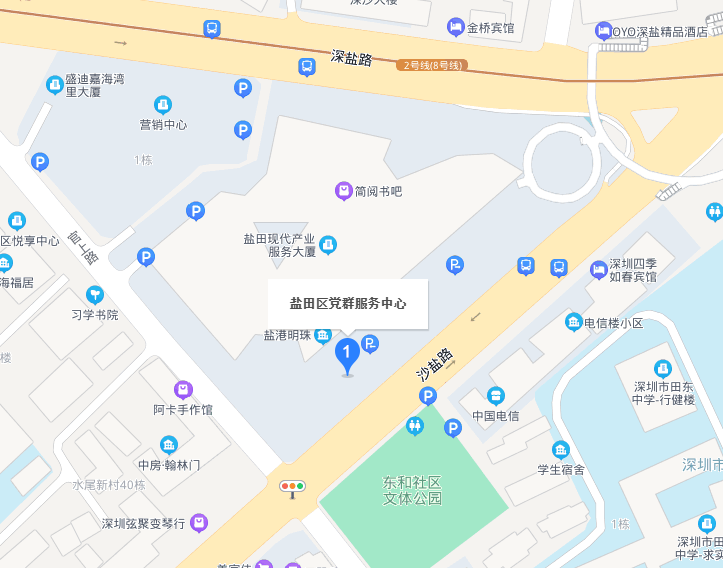 深沙大楼
金桥宾馆
OYO深盐精品酒店
深盐路
2号线(8号线)
盛迪嘉海湾
里大厦
P
营销中心
P
1栋
P
简阅书吧
P
区悦享中心
官上路
盐田现代产业
服务大厦
P
P
深圳四季
如春宾馆
海福居
习学书院
盐田区党群服务中心
盐港明珠
P
电信楼小区
1
楼
沙盐路
阿卡手作馆
P
中国电信
深圳市田东
中学-行健楼
P
中房·翰林门
学生宿舍
深圳市
水尾新村40栋
东和社区
文体公园
深圳弦聚变琴行
1栋
深圳市田
中学-求实